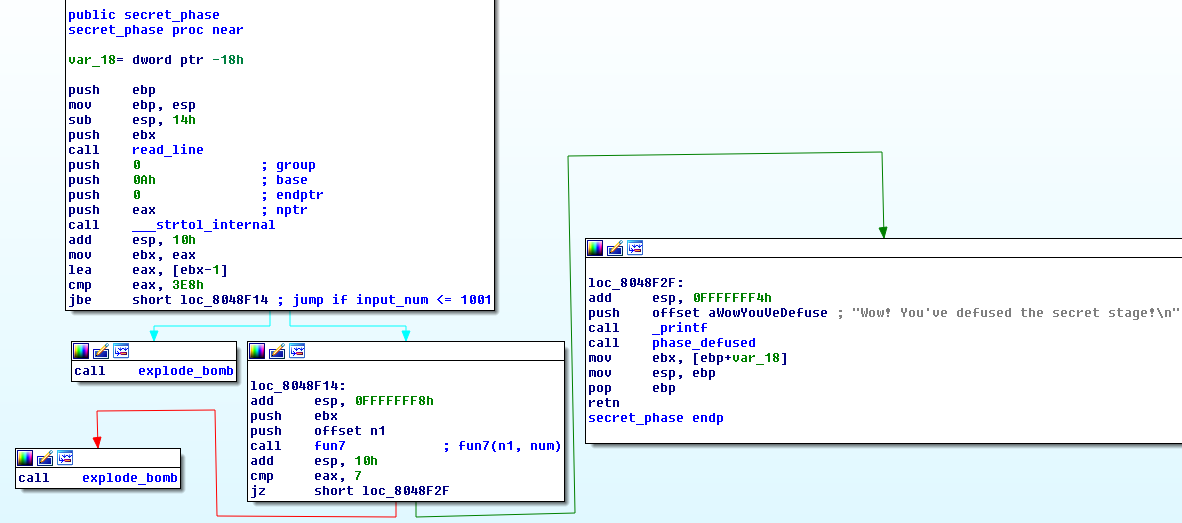 public secret_phase
secret_phase proc near
var_18= dword ptr -18h
push ebp
mov ebp, esp
sub esp, 14h
push ebx
call read_line
push 0 ; group
push 0Ah ; base
push 0 ; endptr
push eax ; nptr
call ___strtol_internal
add esp, 10h
mov ebx, eax
lea eax, [ebx-1]
cmp eax, 3E8h
jbe short loc_8048F14 ; jump if input_num <= 1001
call explode_bomb
loc_8048F14:
add esp, 0FFFFFFF8h
push ebx
push offset n1
call fun7 ; fun7(n1, num)
add esp, 10h
cmp eax, 7
jz short loc_8048F2F
call explode_bomb
loc_8048F2F:
add esp, 0FFFFFFF4h
push offset aWowYouVeDefuse ; "Wow! You've defused the secret stage!\n"
call _printf
call phase_defused
mov ebx, [ebp+var_18]
mov esp, ebp
pop ebp
retn
secret_phase endp